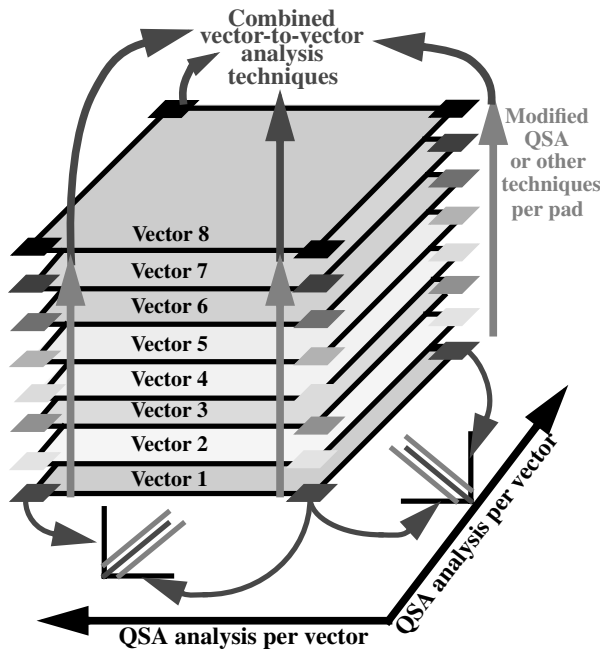 Combined
vector-to-vector
analysis
techniques
Modified
QSA
or other
techniques
per pad
Vector 8
Vector 7
Vector 6
Vector 5
Vector 4
Vector 3
Vector 2
Vector 1
QSA analysis per vector
QSA analysis per vector